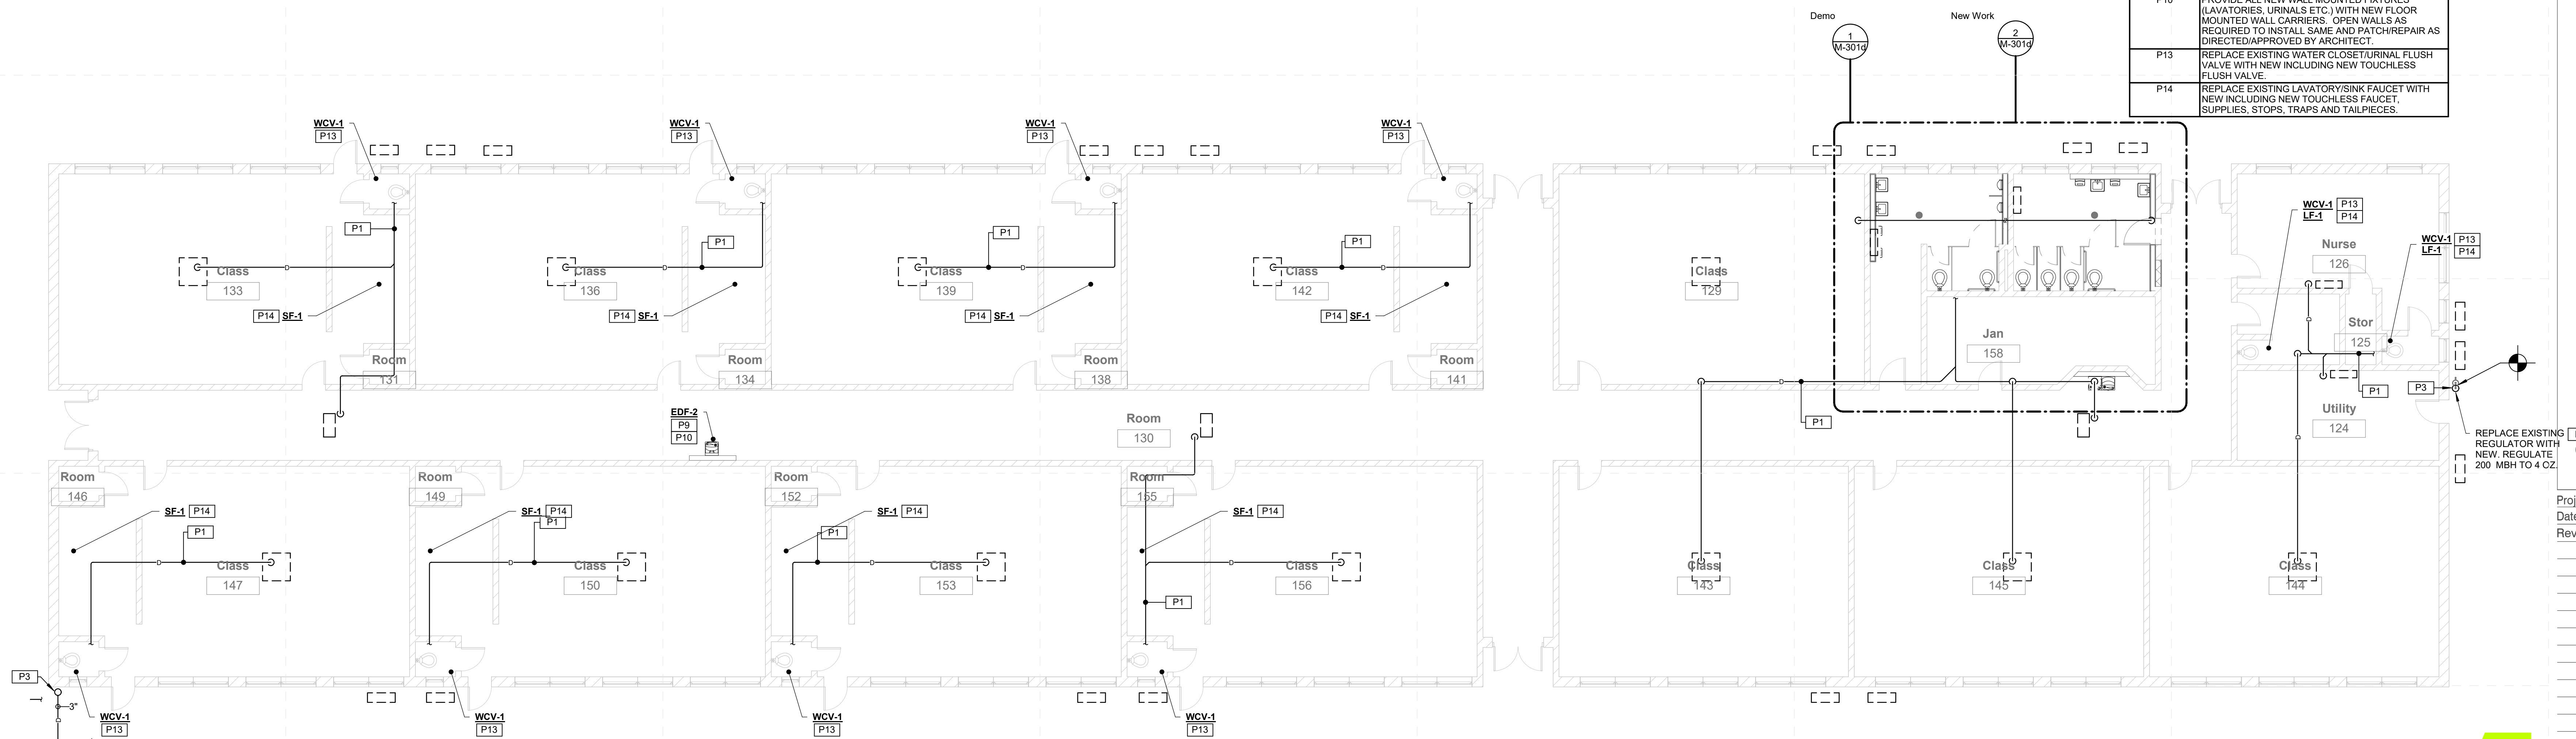 Demo
1
M-301d
New Work
2
M-301d
P10
PROVIDE ALL NEW WALL MOUNTED FIXTURES
(LAVATORIES, URINALS ETC.) WITH NEW FLOOR
MOUNTED WALL CARRIERS. OPEN WALLS AS
REQUIRED TO INSTALL SAME AND PATCH/REPAIR AS
DIRECTED/APPROVED BY ARCHITECT.
P13
REPLACE EXISTING WATER CLOSET/URINAL FLUSH
VALVE WITH NEW INCLUDING NEW TOUCHLESS
FLUSH VALVE.
P14
REPLACE EXISTING LAVATORY/SINK FAUCET WITH
NEW INCLUDING NEW TOUCHLESS FAUCET,
SUPPLIES, STOPS, TRAPS AND TAILPIECES.
WCV-1
P13
WCV-1
P13
WCV-1
P13
WCV-1
P13
P1
P1
P1
P1
Class
133
Class
136
Class
139
Class
142
Class
129
P14 SF-1
P14 SF-1
P14 SF-1
P14 SF-1
Room
131
Room
134
Room
138
Room
141
Jan
158
WCV-1 P13
LF-1 P14
Nurse
126
WCV-1 P13
LF-1 P14
Stor
125
P1
P3
Utility
124
REPLACE EXISTING
REGULATOR WITH
NEW. REGULATE
200 MBH TO 4 OZ.
EDF-2
P9
P10
Room
130
P1
Room
146
Room
149
Room
152
Room
155
SF-1 P14
SF-1 P14
SF-1 P14
SF-1 P14
P1
P1
P1
P1
Class
147
Class
150
Class
153
Class
156
Class
143
Class
145
Class
144
P3
3"
WCV-1
P13
WCV-1
P13
WCV-1
P13
WCV-1
P13
Proj
Date
Rev